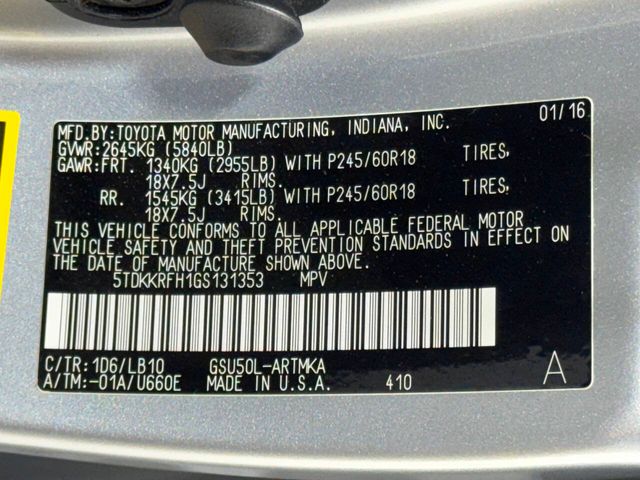 MFD.BY:TOYOTA MOTOR MANUFACTURING, INDIANA, INC. 01/16
GVWR:2645KG (5840LB)
GAWR:FRT. 1340KG (2955LB) WITH P245/60R18 TIRES,
18X7.5J RIMS.
RR. 1545KG (3415LB) WITH P245/60R18 TIRES,
18X7.5J RIMS.
THIS VEHICLE CONFORMS TO ALL APPLICABLE FEDERAL MOTOR
VEHICLE SAFETY AND THEFT PREVENTION STANDARDS IN EFFECT ON
THE DATE OF MANUFACTURE SHOWN ABOVE.
5TDKKRFH1GS131353 MPV
C/TR:1D6/LB10 GSU50L-ARTMKA
A/TM:-01A/U660E MADE IN U.S.A. 410 A